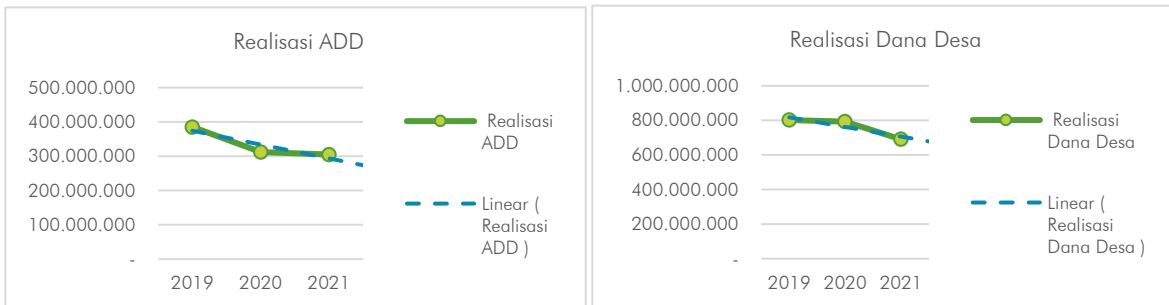 Realisasi ADD
500.000.000
400.000.000
300.000.000
200.000.000
100.000.000
-
2019 2020 2021
Realisasi
ADD
Linear (
Realisasi
ADD )
Realisasi Dana Desa
1.000.000.000
800.000.000
600.000.000
400.000.000
200.000.000
-
2019 2020 2021
Realisasi
Dana Desa
Linear (
Realisasi
Dana Desa )